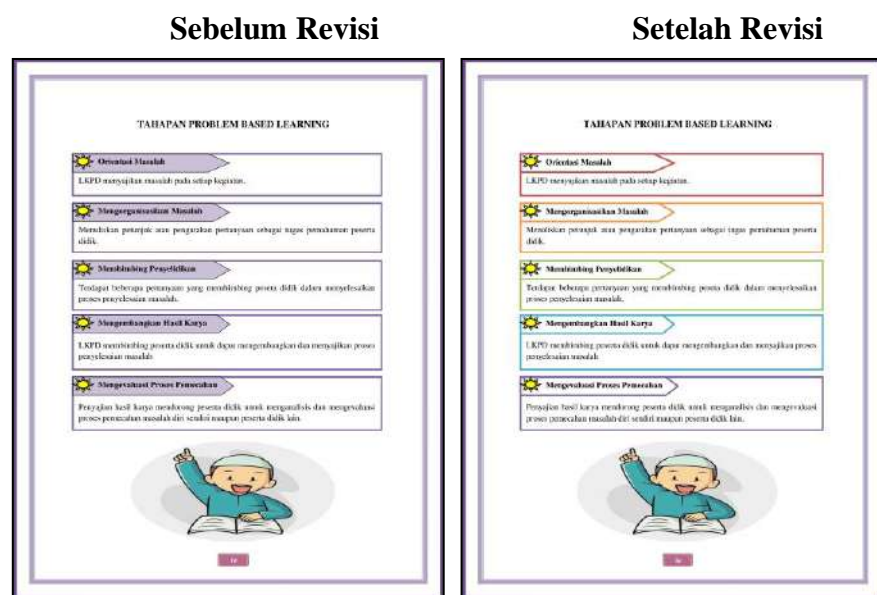 Sebelum Revisi
Setelah Revisi
TAHAPAN PROBLEM BASED LEARNING
Orientasi Masalah
LKPD menyajikan masalah pada setiap kegiatan.
Mengorganisasikan Masalah
Menuliskan petunjuk atau pengarahan pertanyaan sebagai tugas pemahaman peserta
didik.
Membimbing Penyelidikan
Terdapat beberapa pertanyaan yang membimbing peseta didik dalam menyelesaikan
proses penyelesaian masalah.
Mengembangkan Hasil Karya
LKPD membimbing peserta didik untuk dapat mengembangkan dan menyajikan proses
penyelesaian masalah
Mengevaluasi Proses Pemecahan
Penyajian hasil karya mendorong peserta didik untuk menganalisis dan mengevaluasi
proses pemecahan masalah diri sendiri maupun peserta didik lain.
TAHAPAN PROBLEM BASED LEARNING
Orientasi Masalah
LKPD menyajikan masalah pada setiap kegiatan.
Mengorganisasikan Masalah
Menuliskan petunjuk atau pengarahan pertanyaan sebagai tugas pemahaman peserta
didik.
Membimbing Penyelidikan
Terdapat beberapa pertanyaan yang membimbing peseta didik dalam menyelesaikan
proses penyelesaian masalah.
Mengembangkan Hasil Karya
LKPD membimbing peserta didik untuk dapat mengembangkan dan menyajikan proses
penyelesaian masalah
Mengevaluasi Proses Pemecahan
Penyajian hasil karya mendorong peserta didik untuk menganalisis dan mengevaluasi
proses pemecahan masalah diri sendiri maupun peserta didik lain.